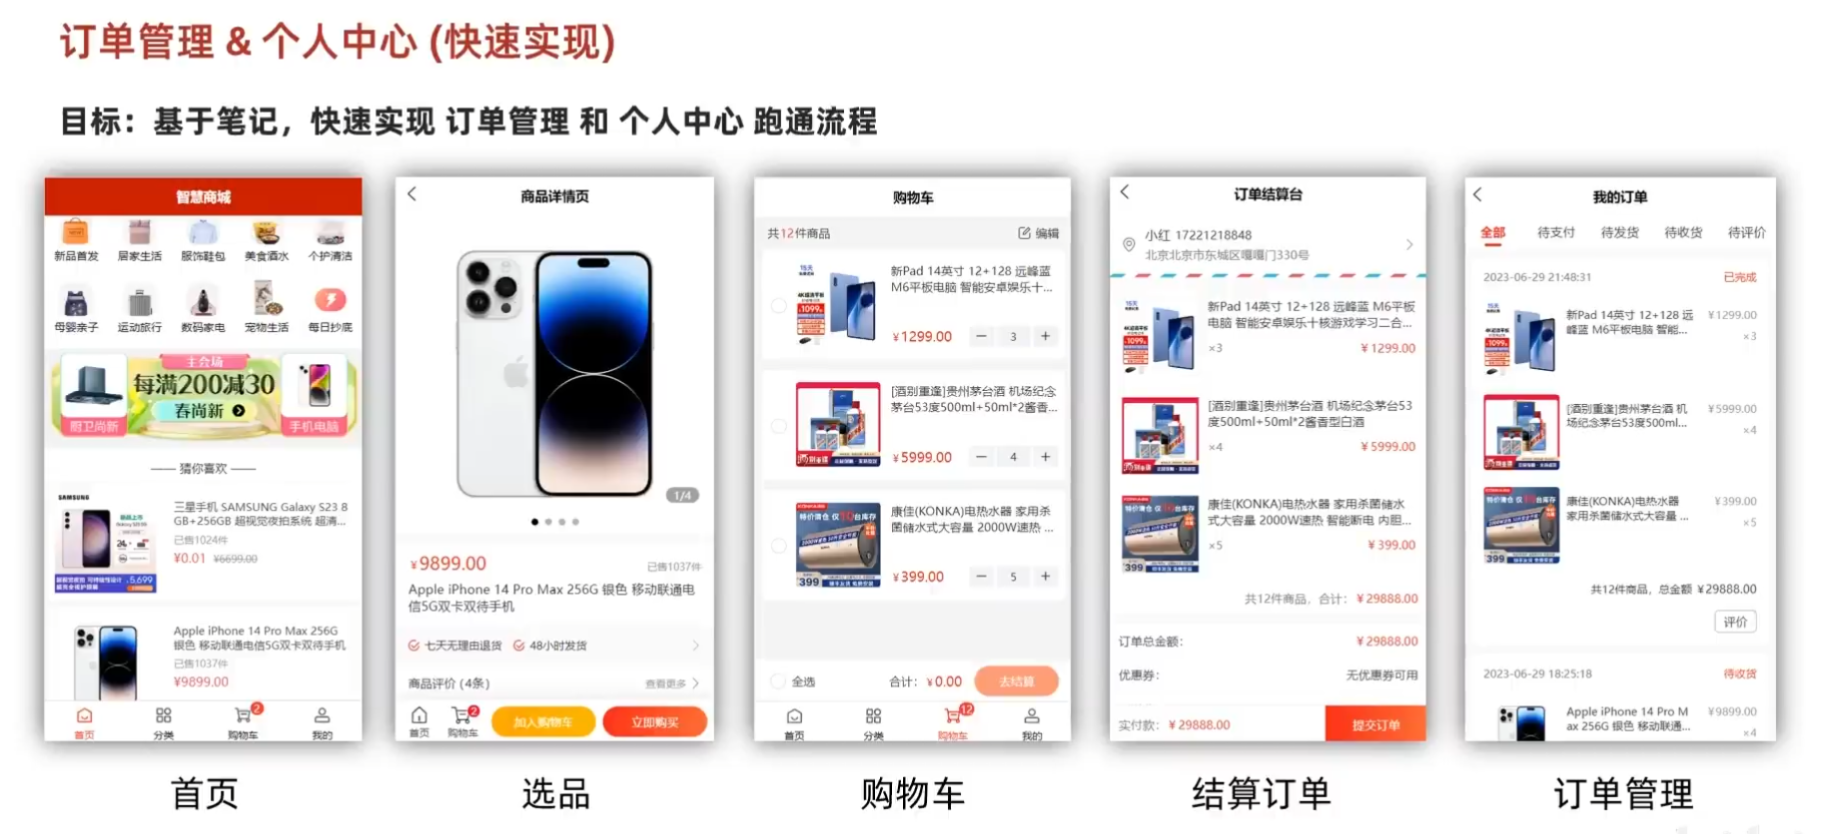 订单管理 & 个人中心 (快速实现)
目标：基于笔记，快速实现 订单管理 和 个人中心 跑通流程
智慧商城
新品首发 居家生活 服饰鞋包 美食酒水 个护清洁
母婴亲子 运动旅行 数码家电 宠物生活 每日抄底
主会场
每满200减30
春尚新
厨卫尚新
手机电脑
猜你喜欢
SAMSUNG
三星手机 SAMSUNG Galaxy S23 8
GB+256GB 超视觉夜拍系统 超清...
已售1024件
¥0.01 ¥6699.00
Apple iPhone 14 Pro Max 256G
银色 移动联通电信5G双卡双待手机
已售1037件
¥9899.00
2
首页 分类 购物车 我的
首页
商品详情页
1/4
¥9899.00
已售1037件
Apple iPhone 14 Pro Max 256G 银色 移动联通电
信5G双卡双待手机
七天无理由退货 48小时发货
商品评价 (4条) 查看更多
2
首页 购物车 加入购物车 立即购买
选品
购物车
共12件商品 编辑
新Pad 14英寸 12+128 远峰蓝
M6平板电脑 智能安卓娱乐十...
¥1299.00 — 3 +
[酒别重逢]贵州茅台酒 机场纪念
茅台53度500ml+50ml*2酱香...
¥5999.00 — 4 +
康佳(KONKA)电热水器 家用杀
菌储水式大容量 2000W速热 ...
¥399.00 — 5 +
全选 合计：¥0.00 去结算
12
首页 分类 购物车 我的
购物车
订单结算台
小红 17221218848
北京北京市东城区嘎嘎门330号
新Pad 14英寸 12+128 远峰蓝 M6平板
电脑 智能安卓娱乐十核游戏学习二合...
×3 ¥1299.00
[酒别重逢]贵州茅台酒 机场纪念茅台53
度500ml+50ml*2酱香型白酒
×4 ¥5999.00
康佳(KONKA)电热水器 家用杀菌储水
式大容量 2000W速热 智能断电 内胆...
×5 ¥399.00
共12件商品，合计：¥29888.00
订单总金额： ¥29888.00
优惠券： 无优惠券可用
实付款：¥29888.00 提交订单
结算订单
我的订单
全部 待支付 待发货 待收货 待评价
2023-06-29 21:48:31 已完成
新Pad 14英寸 12+128 远 ¥1299.00
峰蓝 M6平板电脑 智能... ×3
[酒别重逢]贵州茅台酒 机 ¥5999.00
场纪念茅台53度500ml... ×4
康佳(KONKA)电热水器 ¥399.00
家用杀菌储水式大容量 ... ×5
共12件商品，总金额 ¥29888.00
评价
2023-06-29 18:25:18 待收货
Apple iPhone 14 Pro M ¥9899.00
ax 256G 银色 移动联通... ×4
订单管理